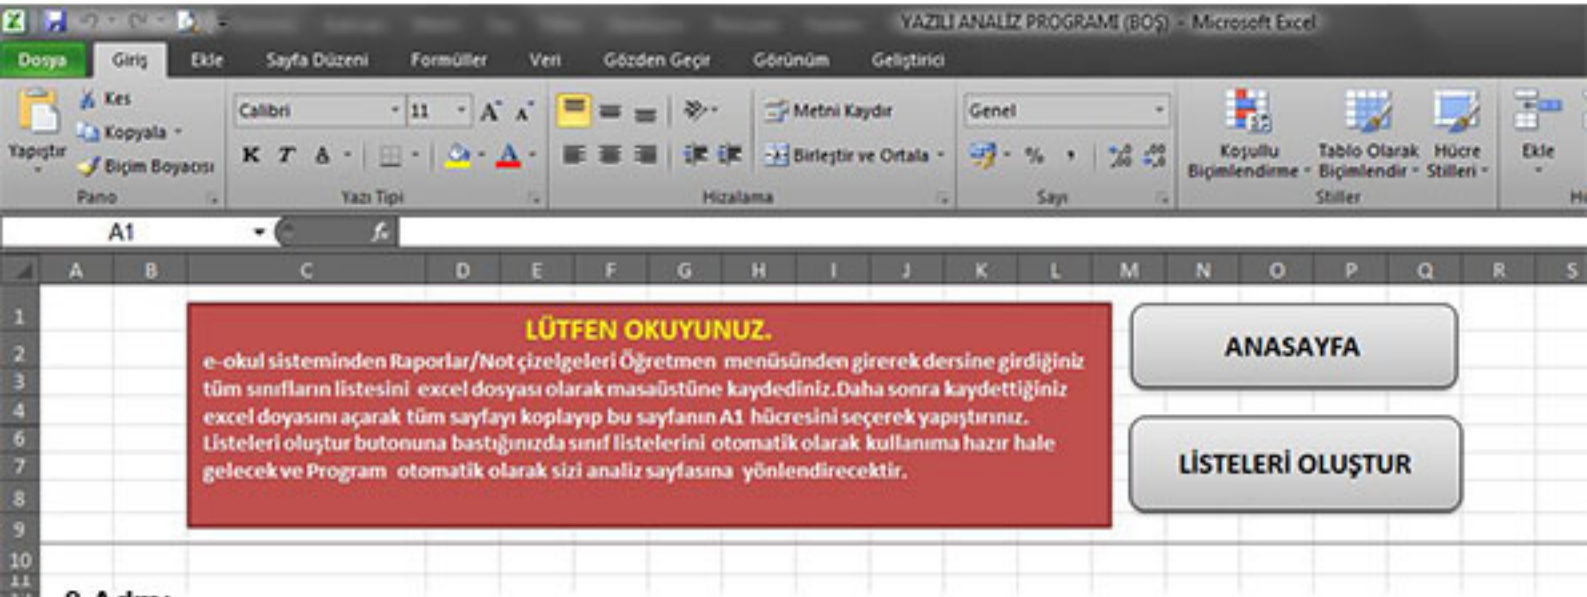 YAZILI ANALİZ PROGRAMI (BOŞ) - Microsoft Excel
Dosya Giriş Ekle Sayfa Düzeni Formüller Veri Gözden Geçir Görünüm Geliştirici
Yapıştır Kes Kopyala Biçim Boyacısı
Calibri 11 A A
K T A A
Metni Kaydır
Birleştir ve Ortala
Genel
% , ,00 ,00
Koşullu Biçimlendirme Tablo Olarak Biçimlendir Hücre Stilleri Ekle
Pano Yazı Tipi Hizalama Sayı Stiller
A1 fx
A B C D E F G H I J K L M N O P Q R S
1
2
3
4
6
7
8
9
10
11
LÜTFEN OKUYUNUZ.
e-okul sisteminden Raporlar/Not çizelgeleri Öğretmen menüsünden girerek dersine girdiğiniz
tüm sınıfların listesini excel dosyası olarak masaüstüne kaydediniz.Daha sonra kaydettiğiniz
excel doyasını açarak tüm sayfayı koplayıp bu sayfanın A1 hücresini seçerek yapıştırınız.
Listeleri oluştur butonuna bastığınızda sınıf listelerini otomatik olarak kullanıma hazır hale
gelecek ve Program otomatik olarak sizi analiz sayfasına yönlendirecektir.
ANASAYFA
LİSTELERİ OLUŞTUR